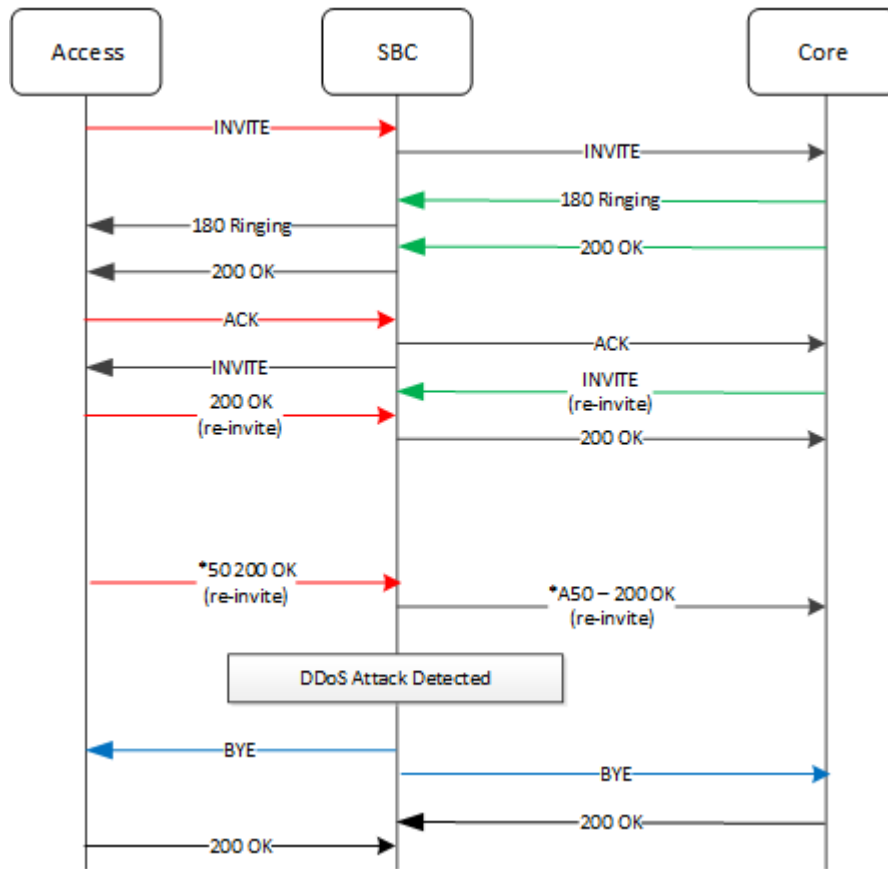 Access
SBC
Core
INVITE
INVITE
180 Ringing
180 Ringing
200 OK
200 OK
ACK
ACK
INVITE
INVITE
(re-invite)
200 OK
(re-invite)
200 OK
*50 200 OK
(re-invite)
*A50 – 200 OK
(re-invite)
DDoS Attack Detected
BYE
BYE
200 OK
200 OK